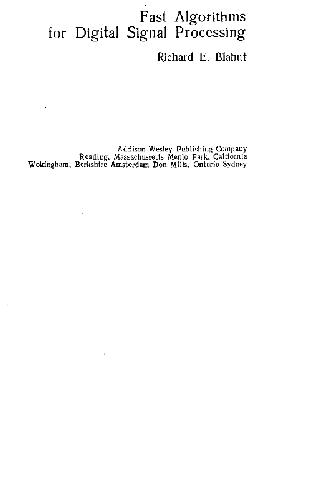 Fast Algorithms
for Digital Signal Processing
Richard E. Blahut
Addison Wesley Publishing Company
Reading, Massachusetts Menlo Park, California
Wokingham, Berkshire Amsterdam Don Mills, Ontario Sydney